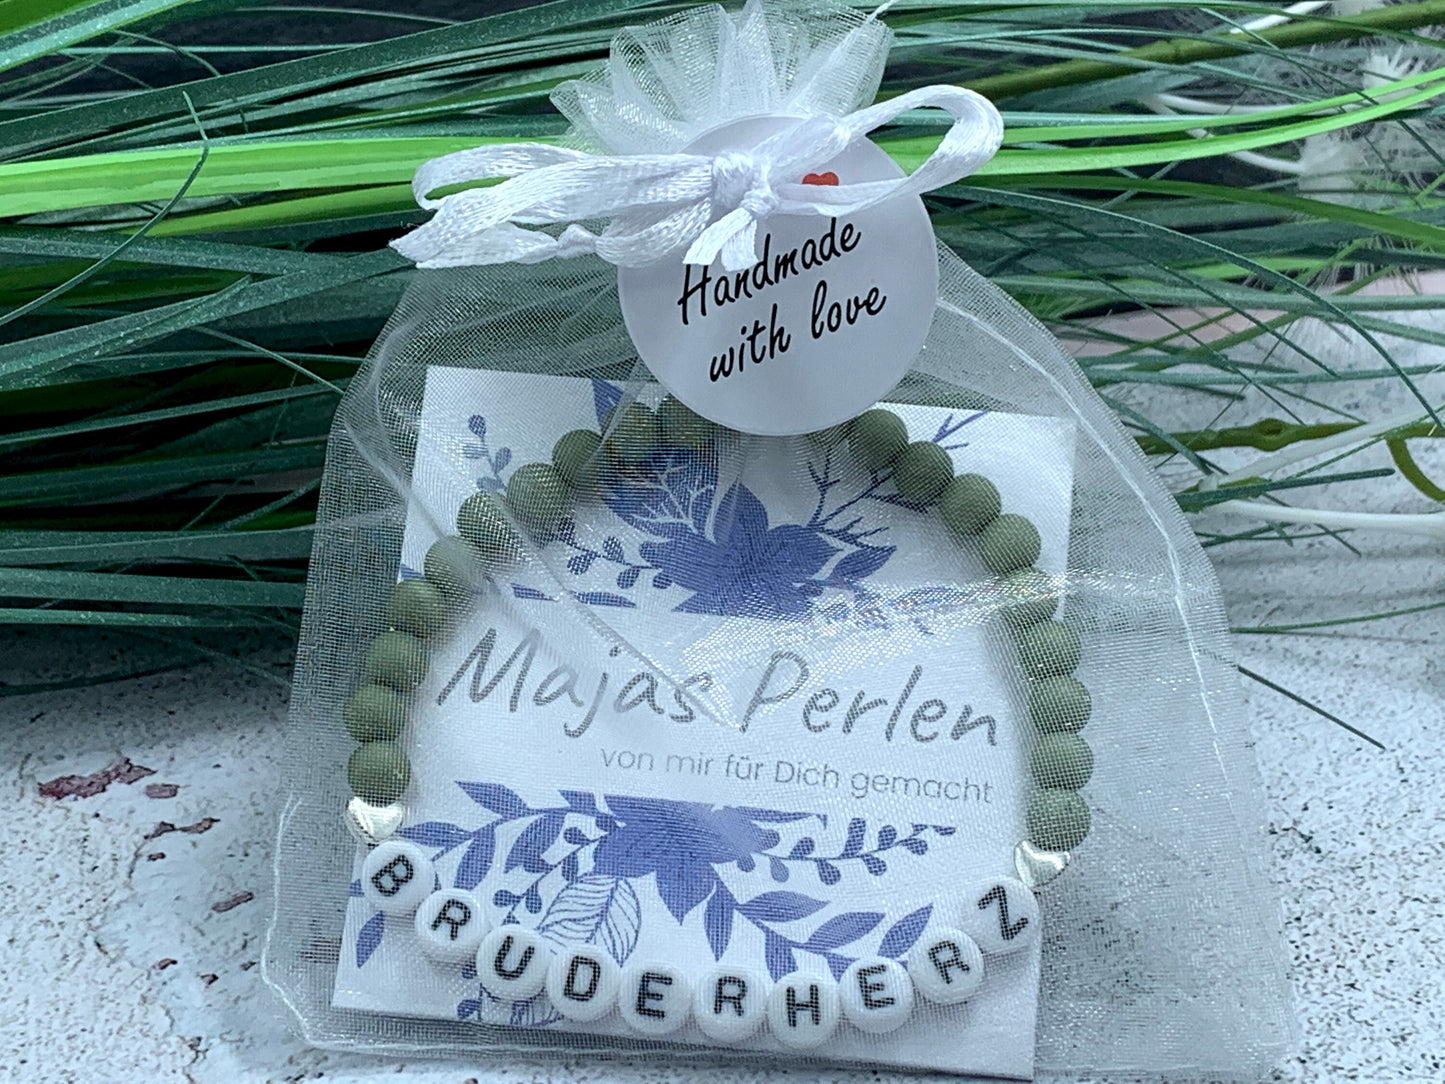 Handmade
with love
Majas Perlen
von mir für Dich gemacht
BRUDERHERZ